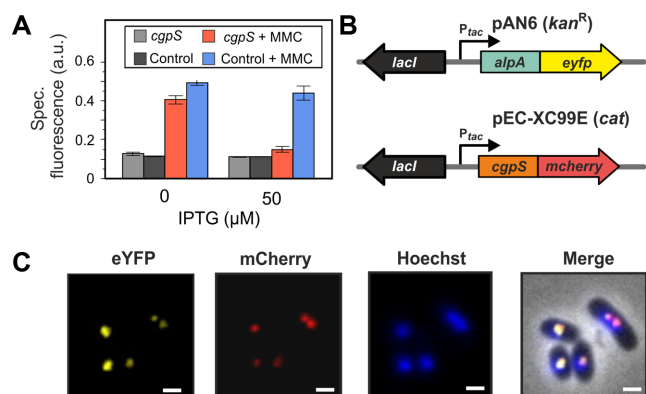 A
cgpS
cgpS + MMC
Control
Control + MMC
Spec.
fluorescence (a.u.)
0.6
0.4
0.2
0
0
50
IPTG (µM)
B
pAN6 (kanR)
Ptac
lacI
alpA
eyfp
pEC-XC99E (cat)
Ptac
lacI
cgpS
mcherry
C
eYFP
mCherry
Hoechst
Merge